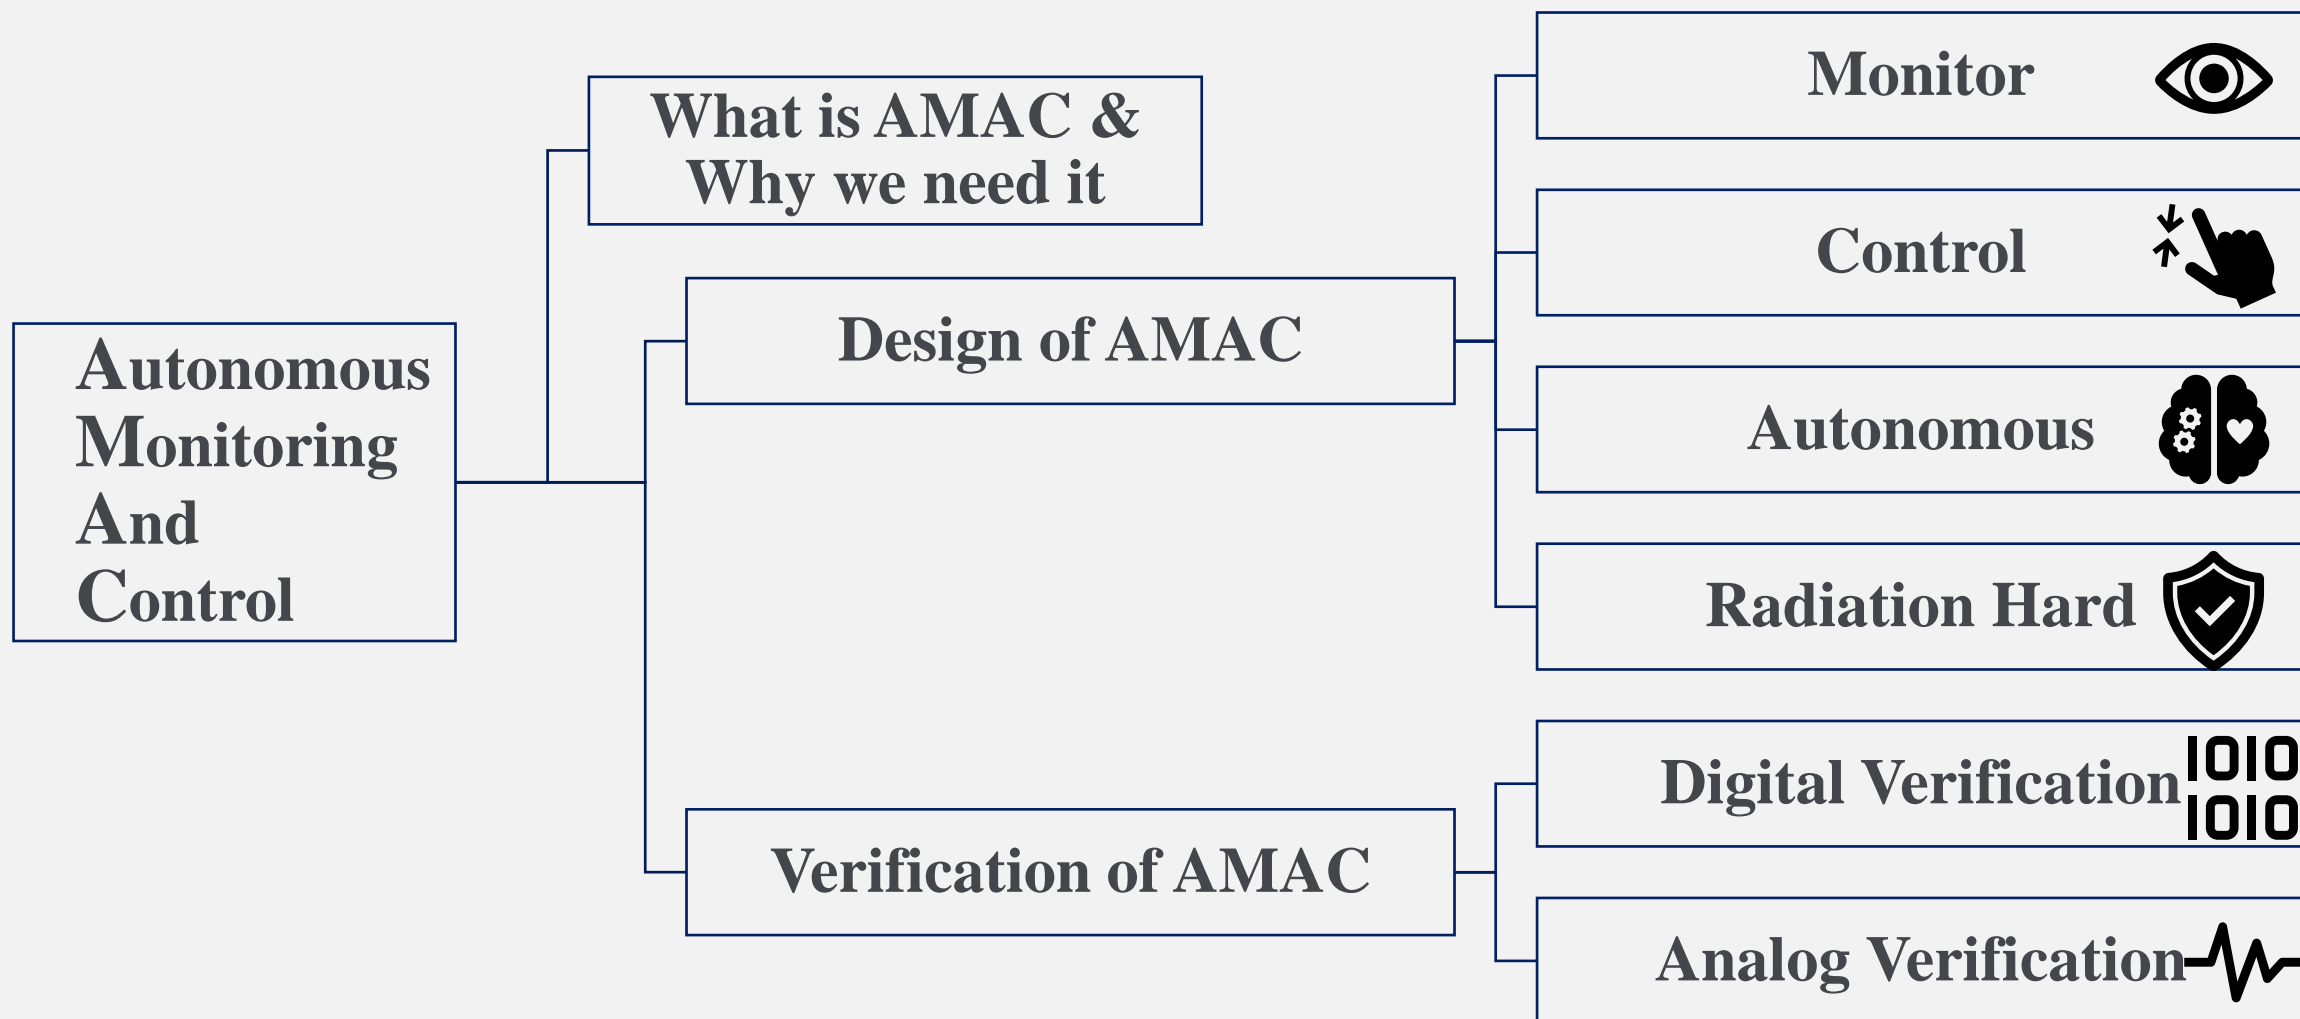 Autonomous
Monitoring
And
Control
What is AMAC &
Why we need it
Design of AMAC
Verification of AMAC
Monitor
Control
Autonomous
Radiation Hard
Digital Verification
1010
1010
Analog Verification